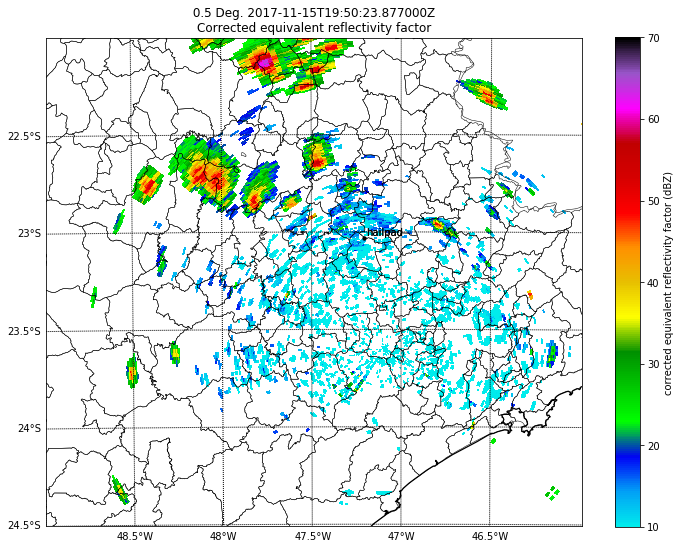 0.5 Deg. 2017-11-15T19:50:23.877000Z
Corrected equivalent reflectivity factor
22.5°S
23°S
23.5°S
24°S
24.5°S
48.5°W
48°W
47.5°W
47°W
46.5°W
hailpad
70
60
50
40
30
20
10
corrected equivalent reflectivity factor (dBZ)